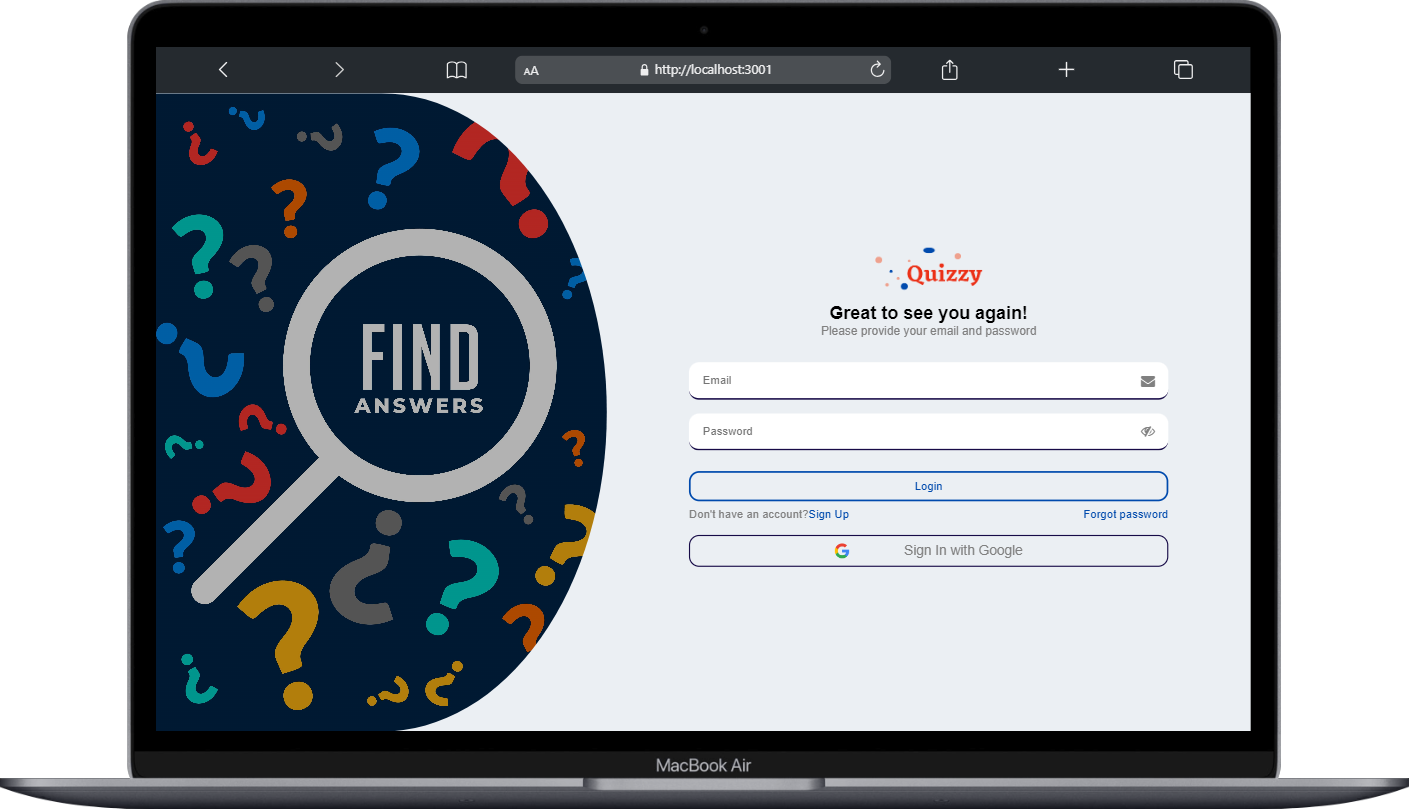 AA http://localhost:3001
FIND
ANSWERS
Quizzy
Great to see you again!
Please provide your email and password
Email
Password
Login
Don't have an account?Sign Up
Forgot password
Sign In with Google
MacBook Air